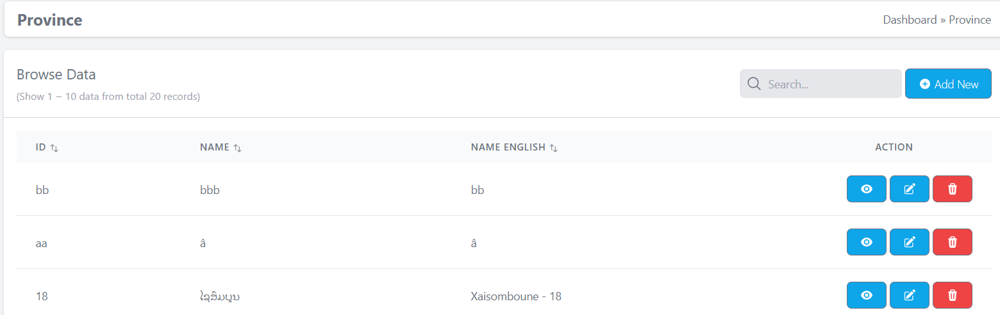 Province
Dashboard » Province
Browse Data
(Show 1 ~ 10 data from total 20 records)
Search...
Add New
ID NAME NAME ENGLISH ACTION
bb bbb bb
aa â â
18 ໄຊສົມບູນ Xaisomboune - 18